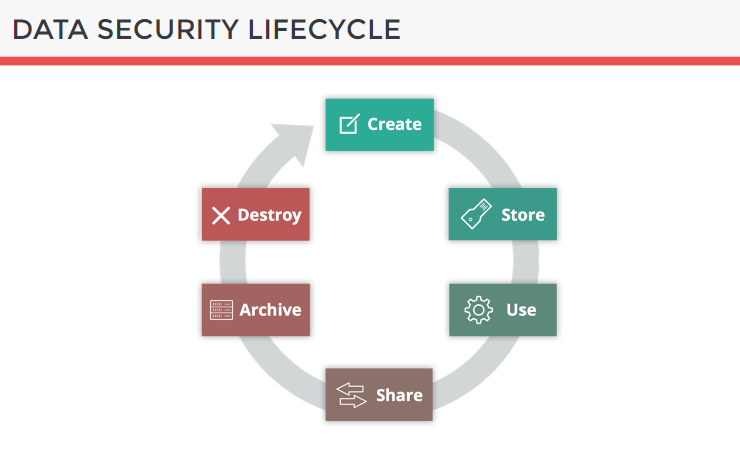 DATA SECURITY LIFECYCLE
Create
Store
Use
Share
Archive
Destroy